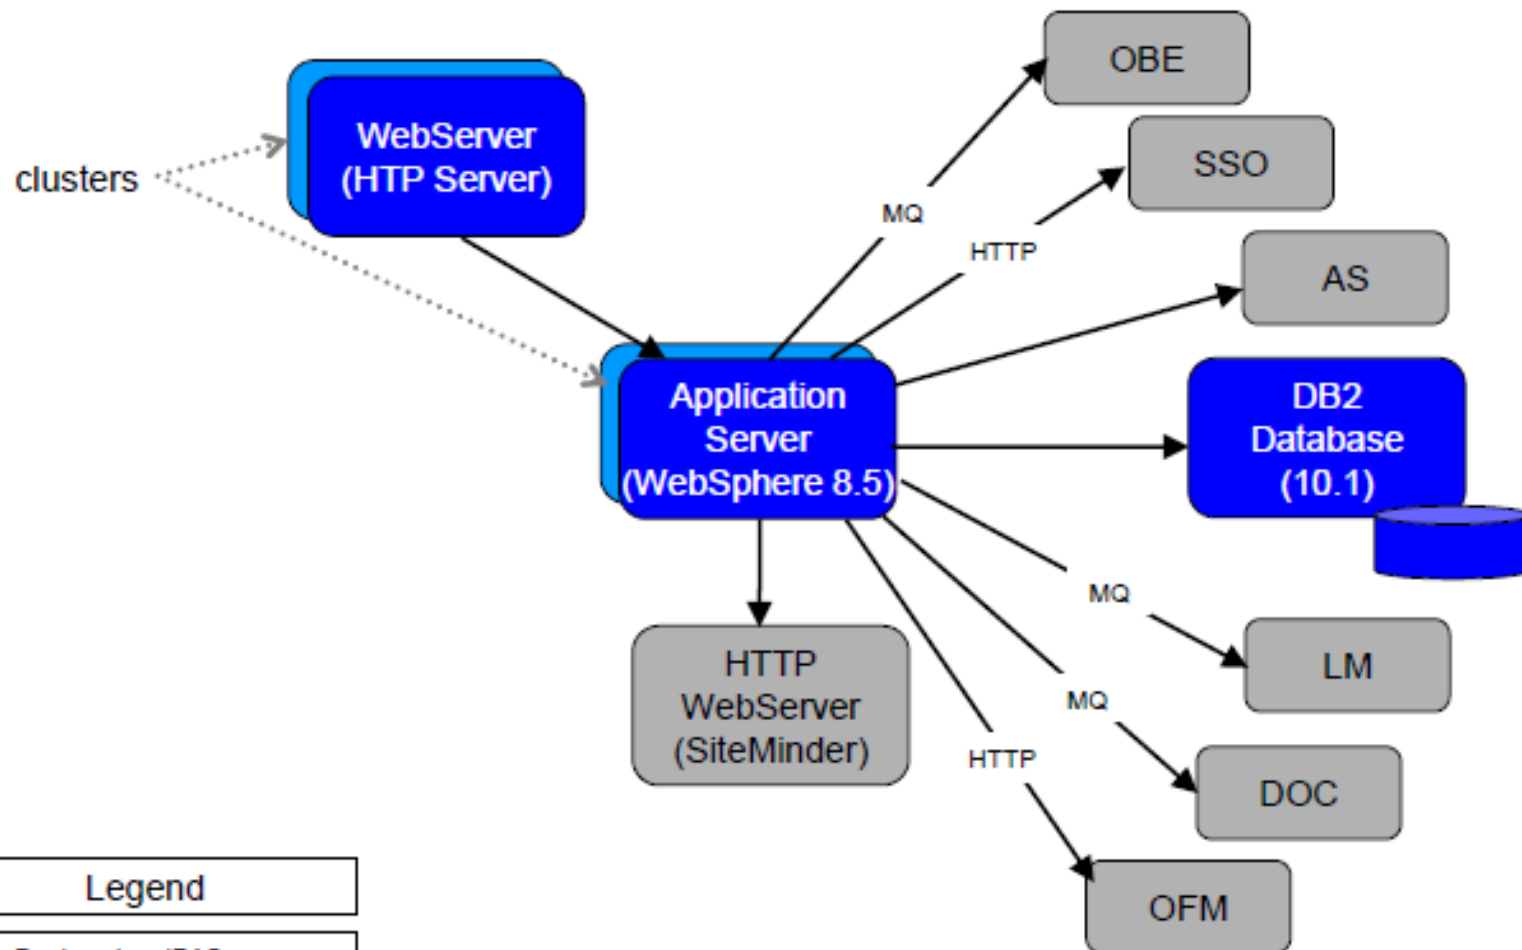 OBE
WebServer
(HTP Server)
SSO
clusters
MQ
HTTP
AS
Application
Server
(WebSphere 8.5)
DB2
Database
(10.1)
MQ
LM
HTTP
WebServer
(SiteMinder)
MQ
HTTP
DOC
Legend
OFM